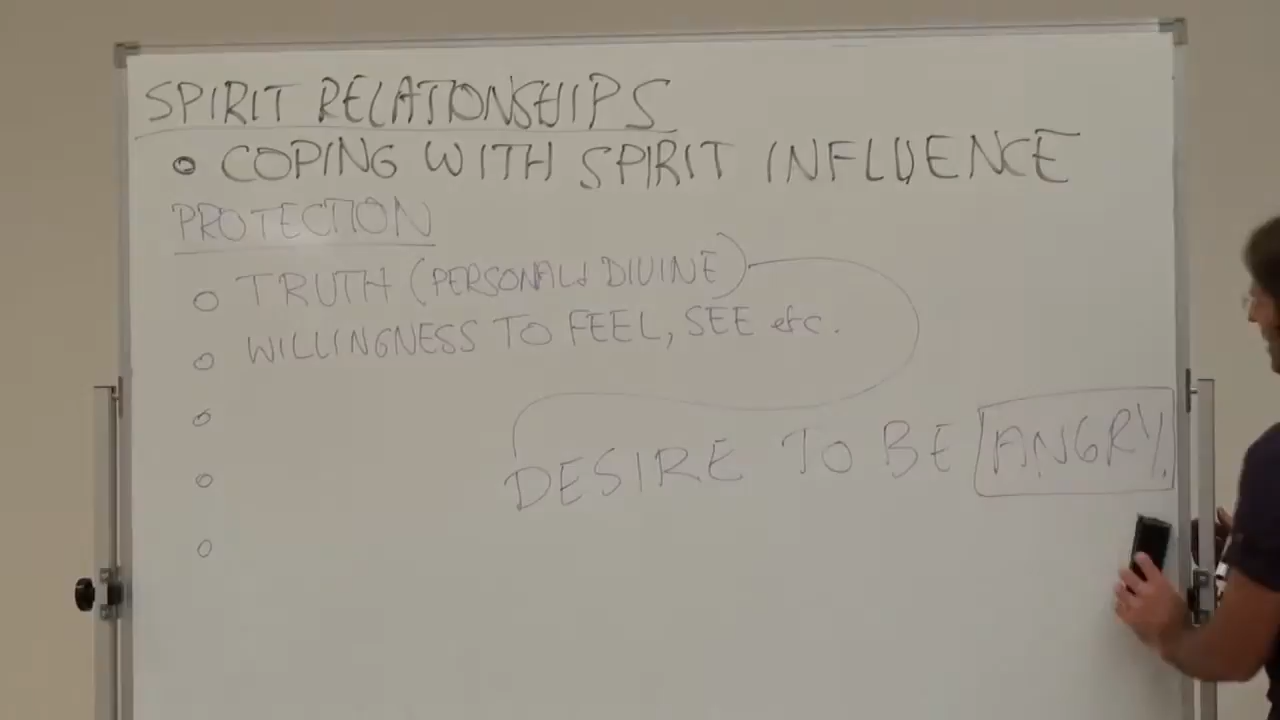 SPIRIT RELATIONSHIPS
COPING WITH SPIRIT INFLUENCE
PROTECTION
TRUTH (PERSONAL & DIVINE)
WILLINGNESS TO FEEL, SEE etc.
DESIRE TO BE ANGRY